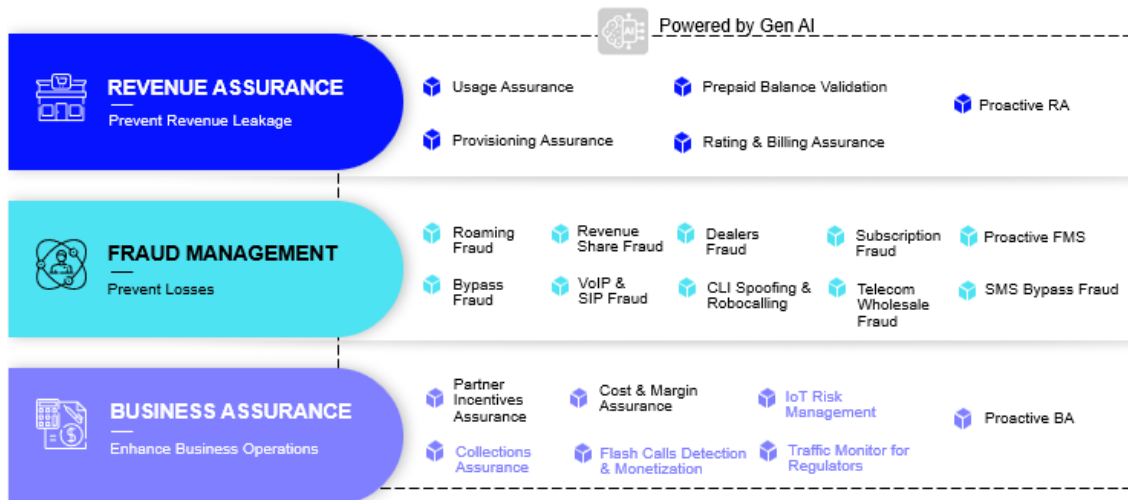 Powered by Gen AI
AI
REVENUE ASSURANCE
Prevent Revenue Leakage
Usage Assurance
Prepaid Balance Validation
Proactive RA
Provisioning Assurance
Rating & Billing Assurance
FRAUD MANAGEMENT
Prevent Losses
Roaming
Fraud
Revenue
Share Fraud
Dealers
Fraud
Subscription
Fraud
Proactive FMS
Bypass
Fraud
VoIP &
SIP Fraud
CLI Spoofing &
Robocalling
Telecom
Wholesale
Fraud
SMS Bypass Fraud
BUSINESS ASSURANCE
Enhance Business Operations
Partner
Incentives
Assurance
Cost & Margin
Assurance
IoT Risk
Management
Proactive BA
Collections
Assurance
Flash Calls Detection
& Monetization
Traffic Monitor for
Regulators